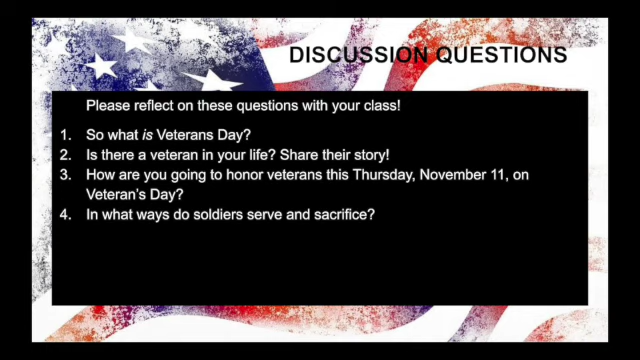 DISCUSSION QUESTIONS
Please reflect on these questions with your class!
1. So what is Veterans Day?
2. Is there a veteran in your life? Share their story!
3. How are you going to honor veterans this Thursday, November 11, on
Veteran's Day?
4. In what ways do soldiers serve and sacrifice?